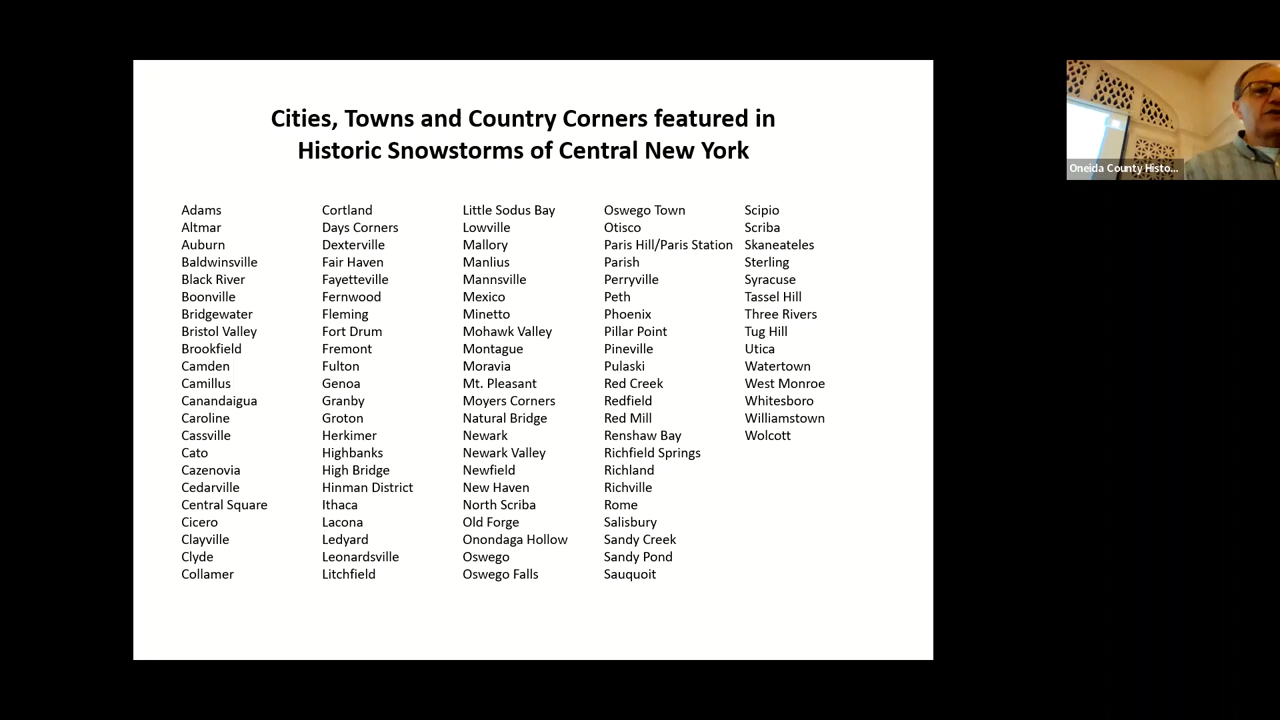 Cities, Towns and Country Corners featured in
Historic Snowstorms of Central New York
Adams
Altmar
Auburn
Baldwinsville
Black River
Boonville
Bridgewater
Bristol Valley
Brookfield
Camden
Camillus
Canandaigua
Caroline
Cassville
Cato
Cazenovia
Cedarville
Central Square
Cicero
Clayville
Clyde
Collamer
Cortland
Days Corners
Dexterville
Fair Haven
Fayetteville
Fernwood
Fleming
Fort Drum
Fremont
Fulton
Genoa
Granby
Groton
Herkimer
Highbanks
High Bridge
Hinman District
Ithaca
Lacona
Ledyard
Leonardsville
Litchfield
Little Sodus Bay
Lowville
Mallory
Manlius
Mannsville
Mexico
Minetto
Mohawk Valley
Montague
Moravia
Mt. Pleasant
Moyers Corners
Natural Bridge
Newark
Newark Valley
Newfield
New Haven
North Scriba
Old Forge
Onondaga Hollow
Oswego
Oswego Falls
Oswego Town
Otisco
Paris Hill/Paris Station
Parish
Perryville
Peth
Phoenix
Pillar Point
Pineville
Pulaski
Red Creek
Redfield
Red Mill
Renshaw Bay
Richfield Springs
Richland
Richville
Rome
Salisbury
Sandy Creek
Sandy Pond
Sauquoit
Scipio
Scriba
Skaneateles
Sterling
Syracuse
Tassel Hill
Three Rivers
Tug Hill
Utica
Watertown
West Monroe
Whitesboro
Williamstown
Wolcott
Oneida County Histo...